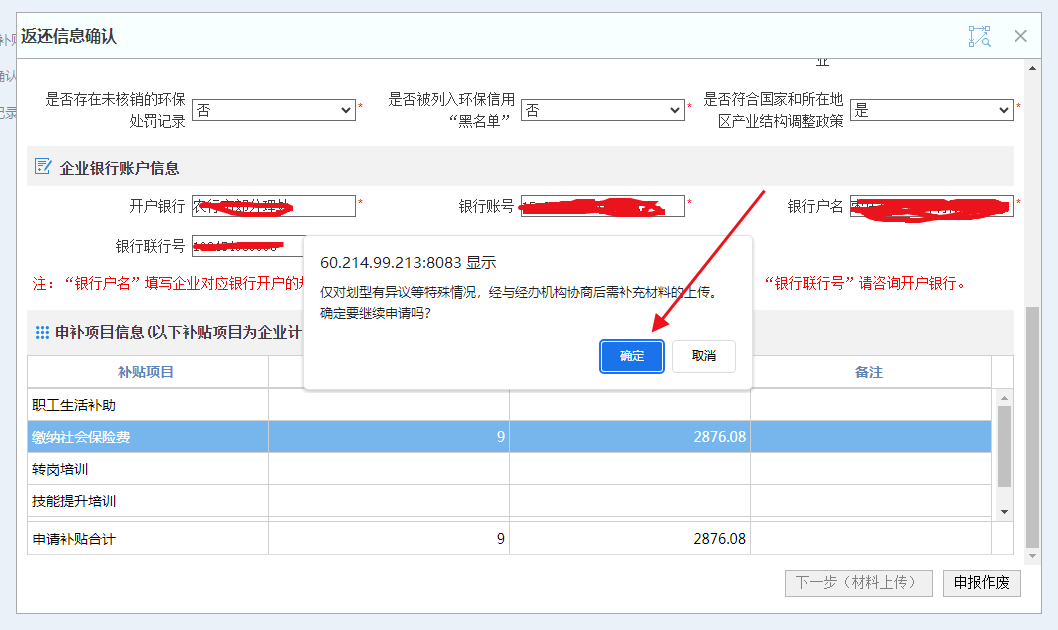 返还信息确认
补贴
业
确认
是否存在未核销的环保处罚记录 否 *
是否被列入环保信用“黑名单” 否 *
是否符合国家和所在地区产业结构调整政策 是 *
记录
企业银行账户信息
开户银行 *
银行账号 *
银行户名 *
银行联行号
60.214.99.213:8083 显示
仅对划型有异议等特殊情况，经与经办机构协商后需补充材料的上传。
确定要继续申请吗?
确定 取消
注：“银行户名”填写企业对应银行开户的 “银行联行号”请咨询开户银行。
申补项目信息(以下补贴项目为企业计
补贴项目 备注
职工生活补助
缴纳社会保险费 9 2876.08
转岗培训
技能提升培训
申请补贴合计 9 2876.08
下一步（材料上传） 申报作废